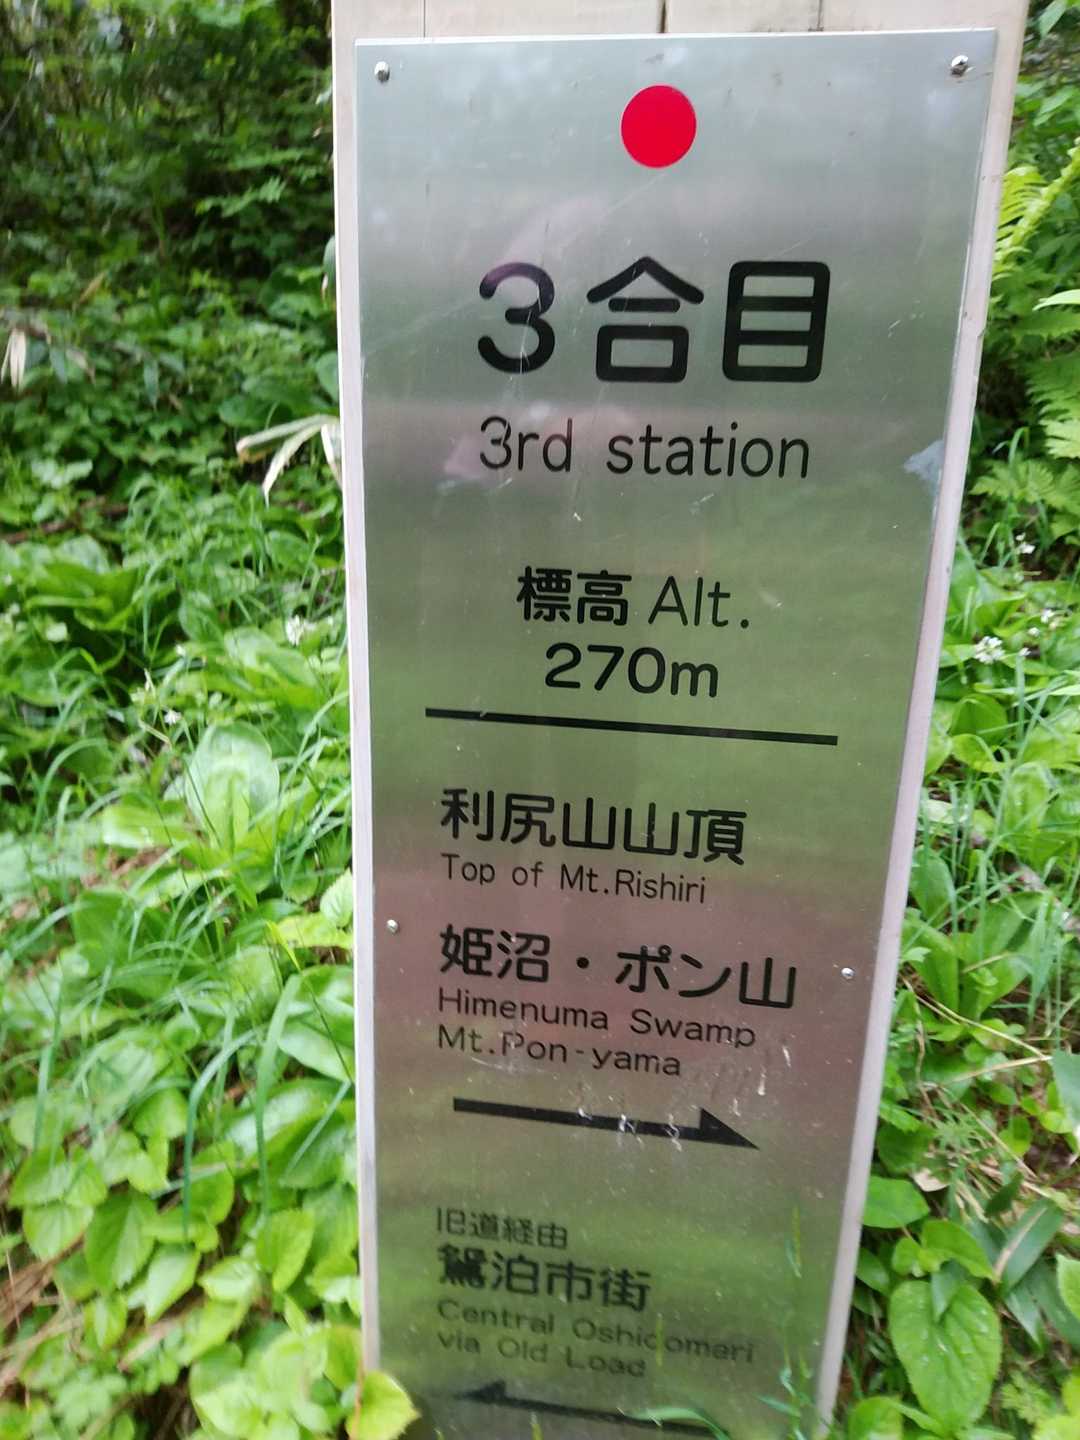 3合目
3rd station
標高 Alt.
270m
利尻山山頂
Top of Mt.Rishiri
姫沼・ポン山
Himenuma Swamp
Mt.Pon-yama
旧道経由
鴛泊市街
Central Oshidomari
via Old Load